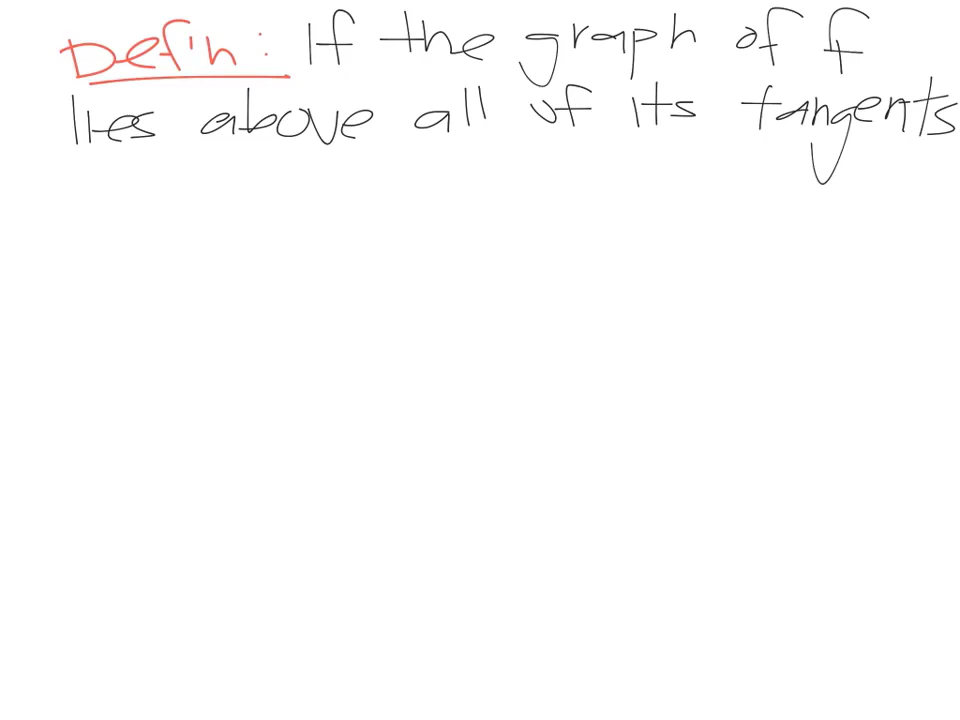 Def'n: If the graph of f
lies above all of its tangents